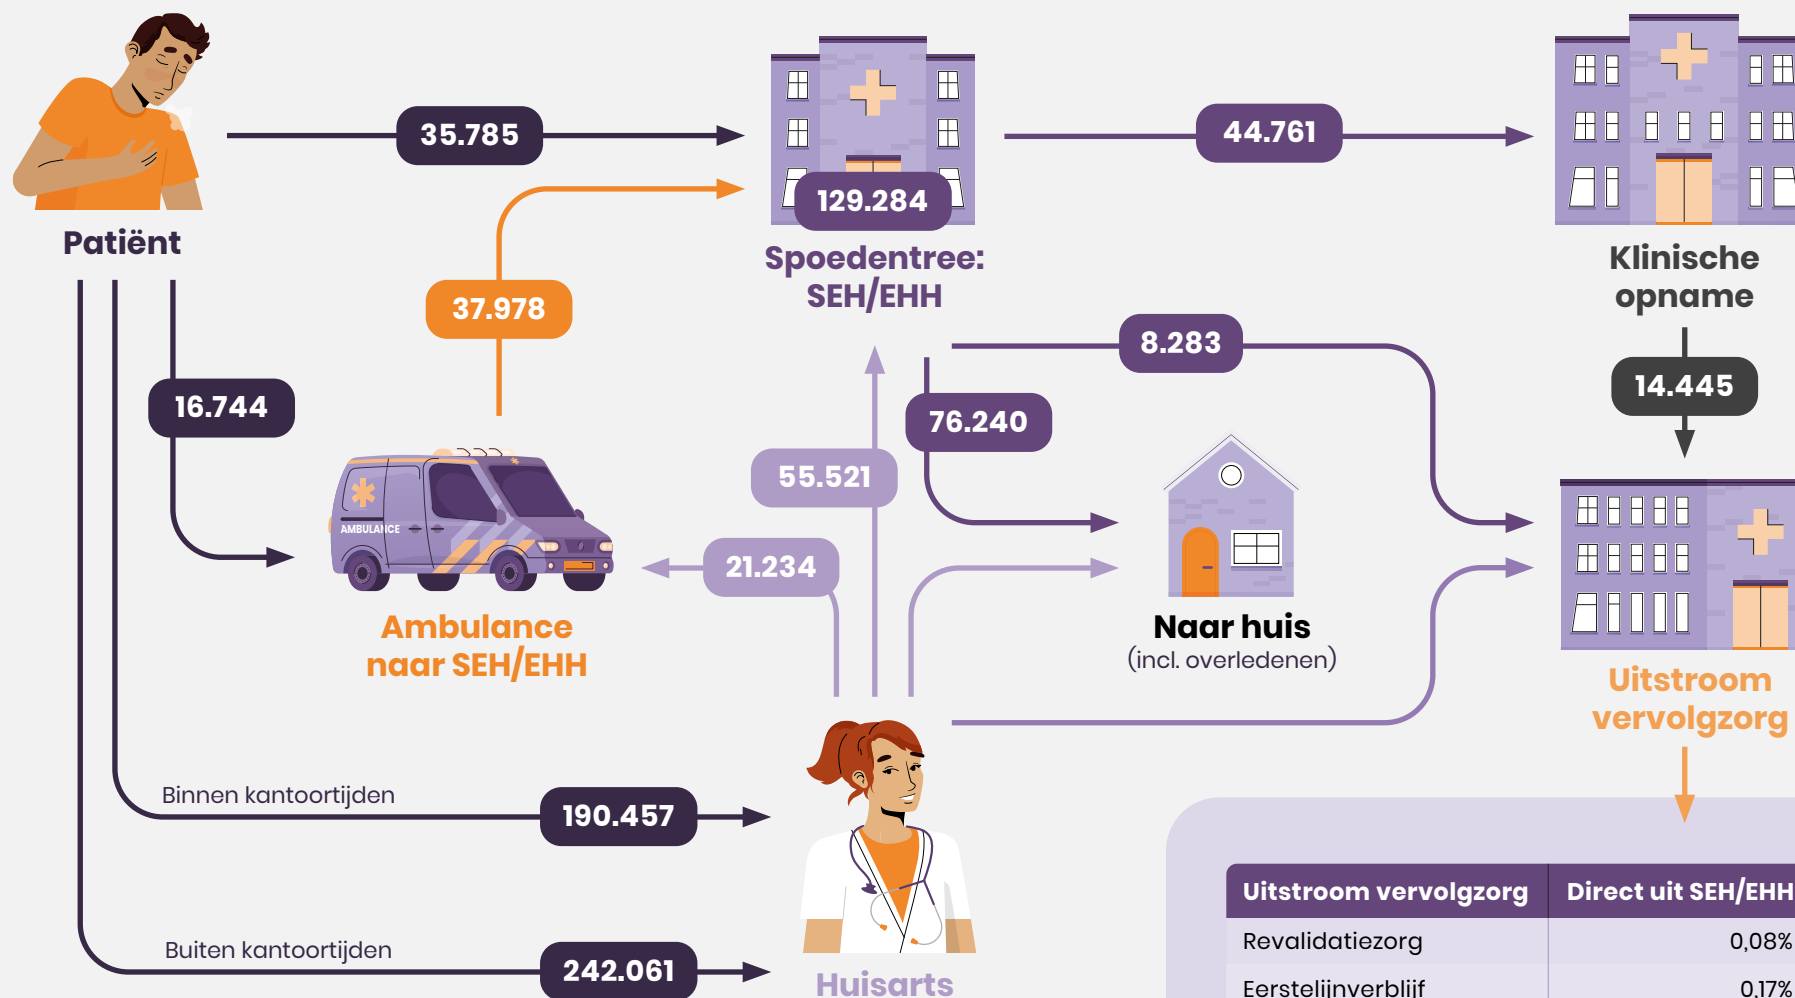 35.785
44.761
129.284
Patiënt
Spoedentree:
SEH/EHH
Klinische
opname
37.978
8.283
14.445
16.744
76.240
55.521
AMBULANCE
21.234
Ambulance
naar SEH/EHH
Naar huis
(incl. overledenen)
Uitstroom
vervolgzorg
Binnen kantoortijden
190.457
Buiten kantoortijden
242.061
Huisarts
Uitstroom vervolgzorg Direct uit SEH/EHH
Revalidatiezorg 0,08%
Eerstelijnverblijf 0,17%